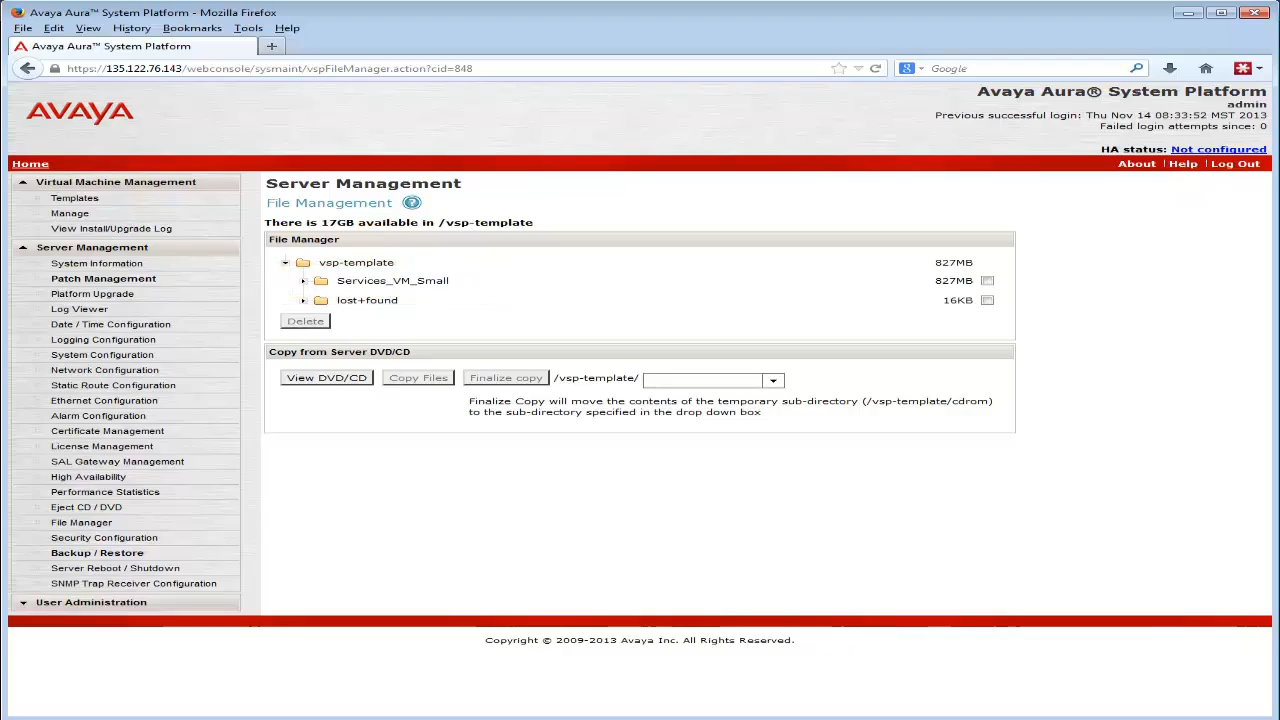 Avaya Aura™ System Platform - Mozilla Firefox
File Edit View History Bookmarks Tools Help
Avaya Aura™ System Platform
https://135.122.76.143/webconsole/sysmaint/vspFileManager.action?cid=848
Google
AVAYA
Avaya Aura® System Platform
admin
Previous successful login: Thu Nov 14 08:33:52 MST 2013
Failed login attempts since: 0
HA status: Not configured
Home
About | Help | Log Out
Virtual Machine Management
Templates
Manage
View Install/Upgrade Log
Server Management
System Information
Patch Management
Platform Upgrade
Log Viewer
Date / Time Configuration
Logging Configuration
System Configuration
Network Configuration
Static Route Configuration
Ethernet Configuration
Alarm Configuration
Certificate Management
License Management
SAL Gateway Management
High Availability
Performance Statistics
Eject CD / DVD
File Manager
Security Configuration
Backup / Restore
Server Reboot / Shutdown
SNMP Trap Receiver Configuration
User Administration
Server Management
File Management ?
There is 17GB available in /vsp-template
File Manager
vsp-template 827MB
Services_VM_Small 827MB
lost+found 16KB
Delete
Copy from Server DVD/CD
View DVD/CD Copy Files Finalize copy /vsp-template/
Finalize Copy will move the contents of the temporary sub-directory (/vsp-template/cdrom)
to the sub-directory specified in the drop down box
Copyright © 2009-2013 Avaya Inc. All Rights Reserved.